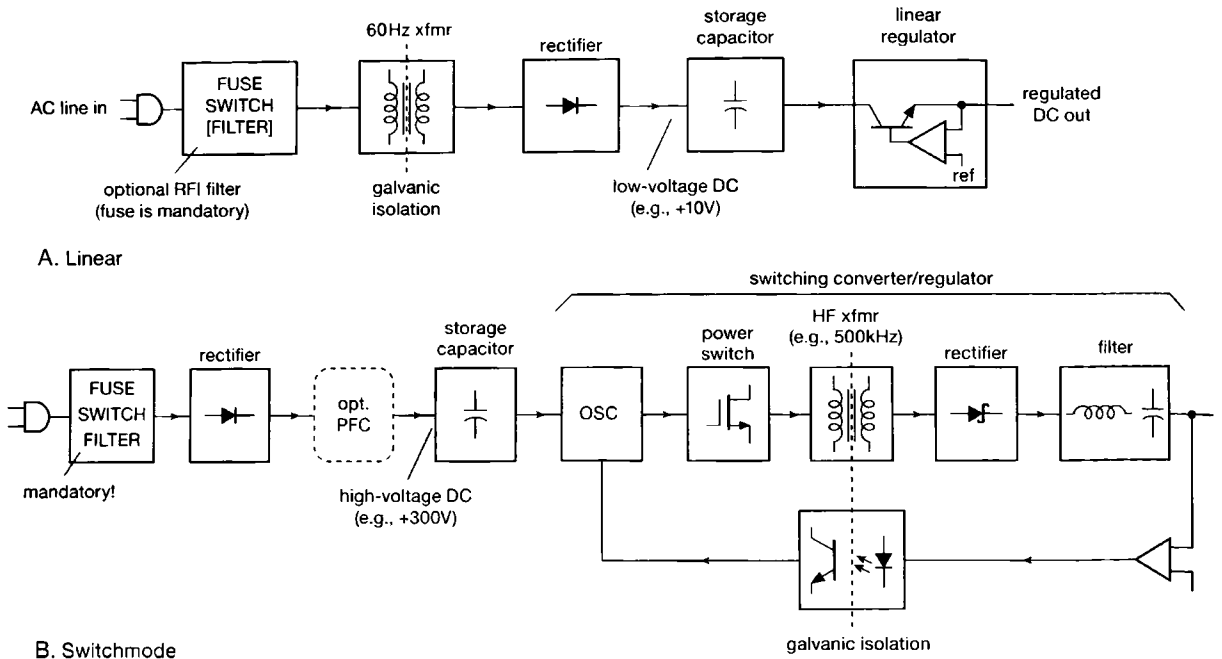 AC line in
FUSE
SWITCH
[FILTER]
optional RFI filter
(fuse is mandatory)
60Hz xfmr
galvanic
isolation
rectifier
low-voltage DC
(e.g., +10V)
storage
capacitor
linear
regulator
ref
regulated
DC out
A. Linear
switching converter/regulator
FUSE
SWITCH
FILTER
mandatory!
rectifier
opt.
PFC
high-voltage DC
(e.g., +300V)
storage
capacitor
OSC
power
switch
HF xfmr
(e.g., 500kHz)
rectifier
filter
galvanic isolation
B. Switchmode